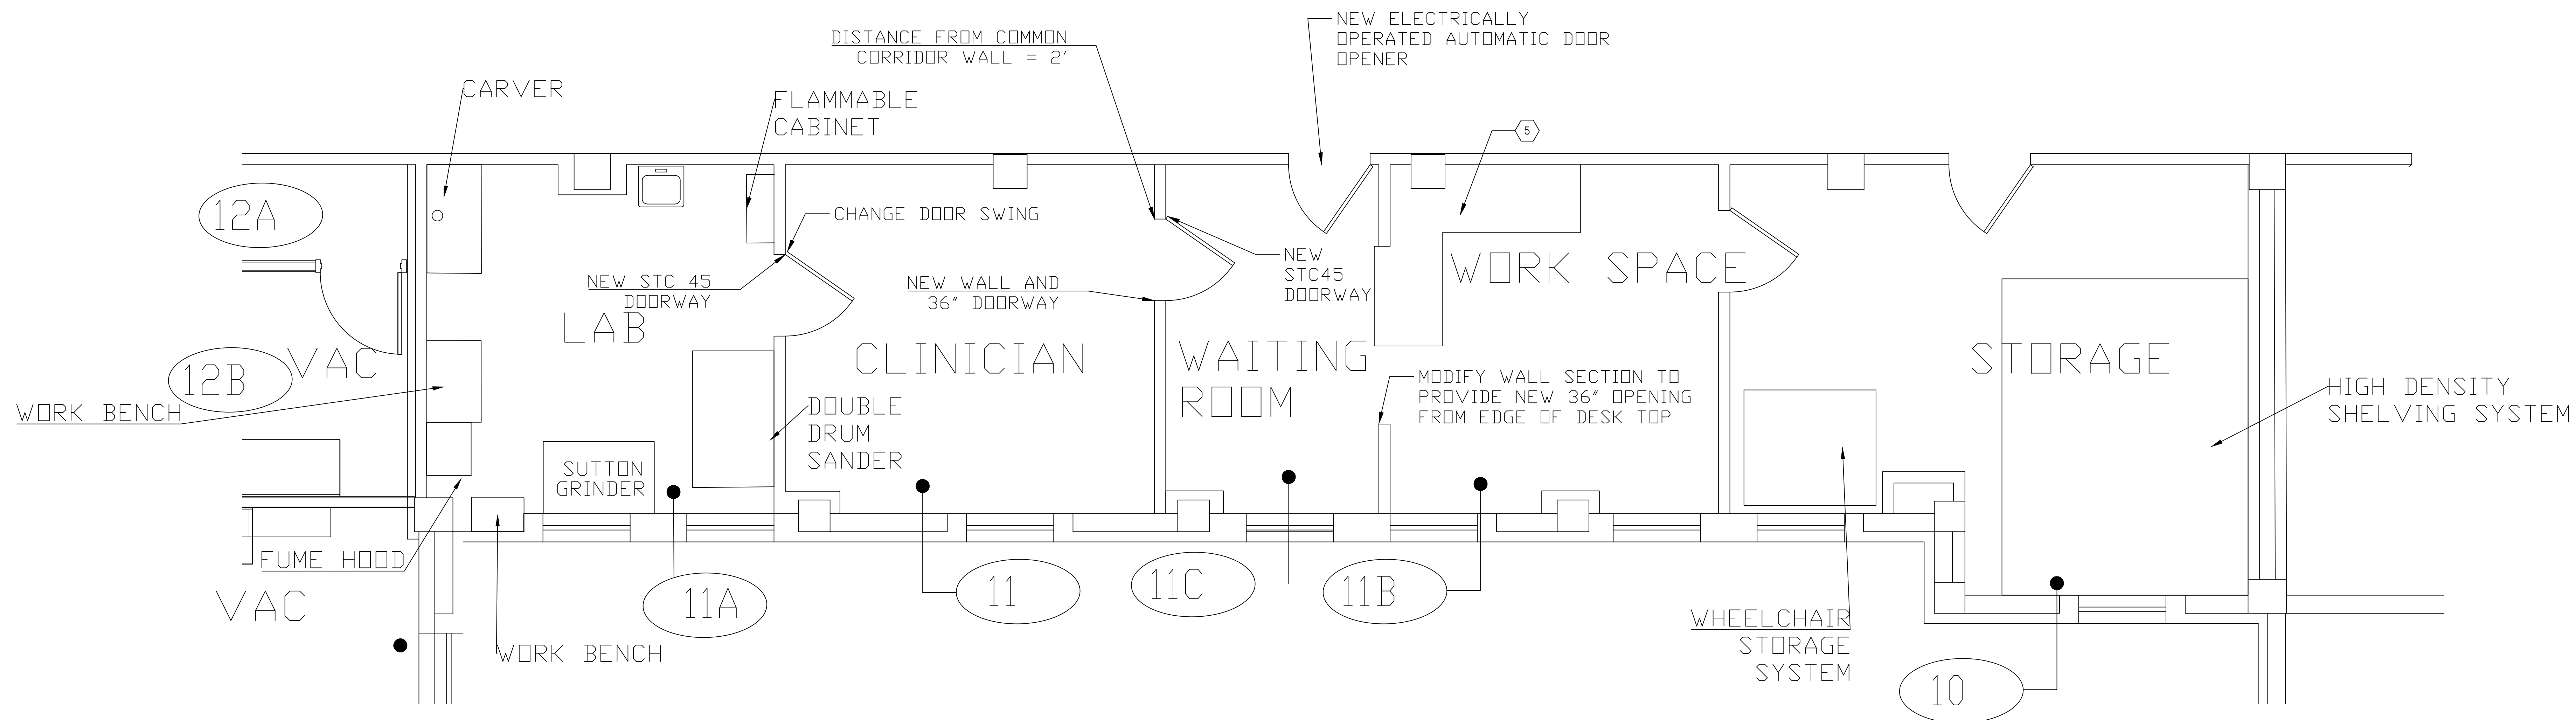 NEW ELECTRICALLY
OPERATED AUTOMATIC DOOR
OPENER
DISTANCE FROM COMMON
CORRIDOR WALL = 2'
CARVER
FLAMMABLE
CABINET
5
12A
CHANGE DOOR SWING
NEW STC 45
DOORWAY
NEW WALL AND
36" DOORWAY
NEW
STC45
DOORWAY
WORK SPACE
LAB
CLINICIAN
WAITING
ROOM
STORAGE
VAC
12B
WORK BENCH
MODIFY WALL SECTION TO
PROVIDE NEW 36" OPENING
FROM EDGE OF DESK TOP
HIGH DENSITY
SHELVING SYSTEM
DOUBLE
DRUM
SANDER
SUTTON
GRINDER
FUME HOOD
VAC
11A
11
11C
11B
WORK BENCH
WHEELCHAIR
STORAGE
SYSTEM
10